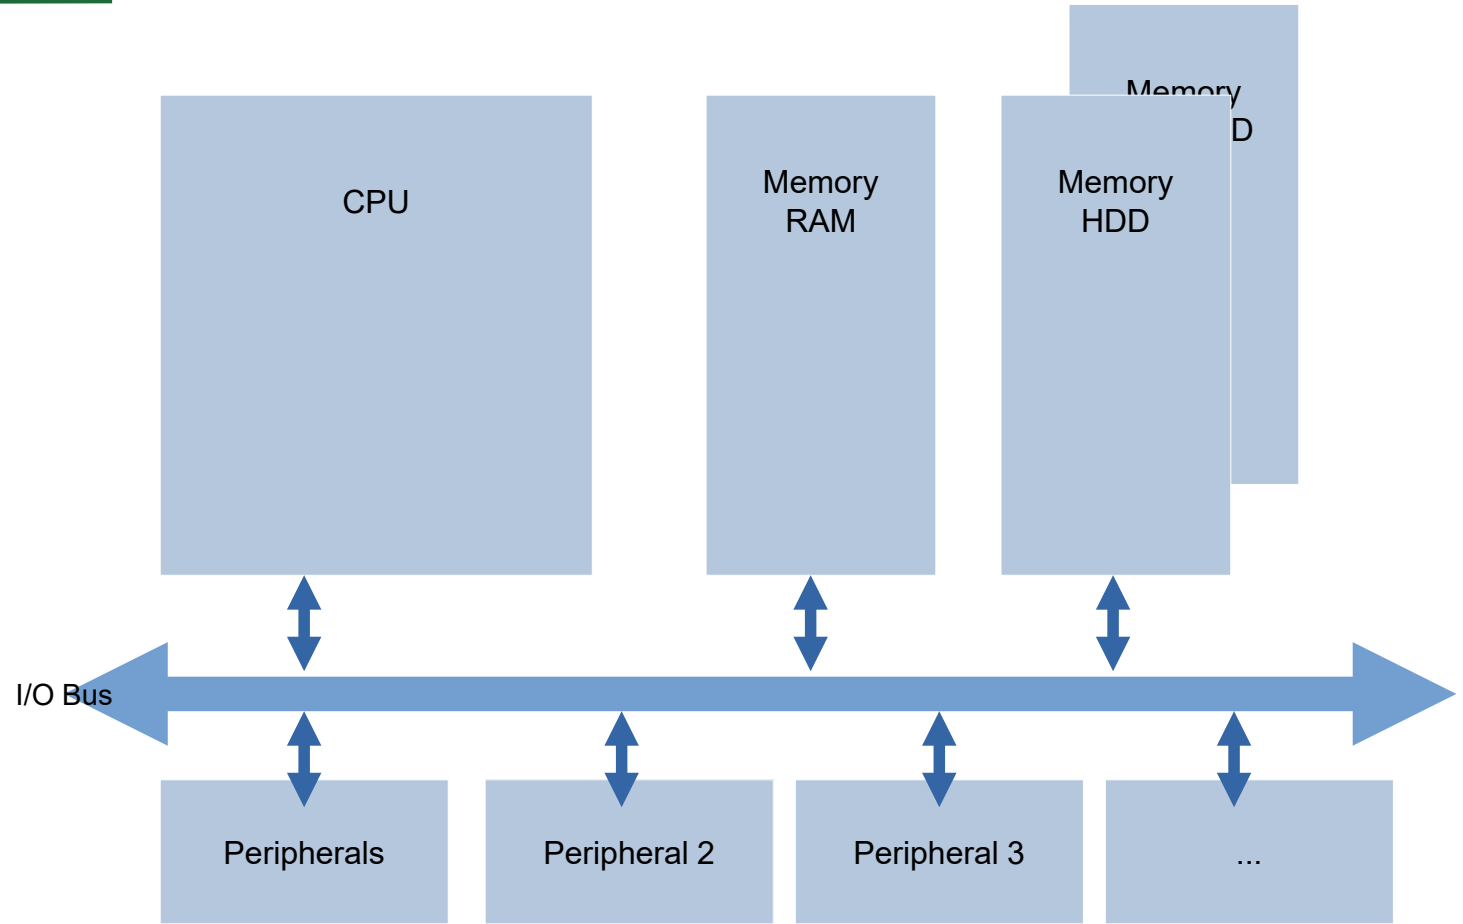 Memory
D
CPU
Memory
RAM
Memory
HDD
I/O Bus
Peripherals
Peripheral 2
Peripheral 3
...